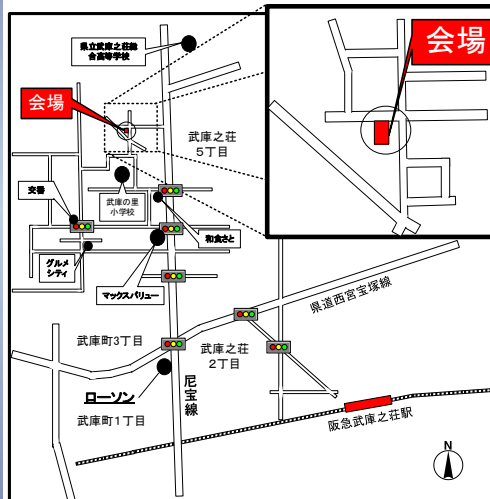 県立武庫之荘総
合高等学校
会場
会場
武庫之荘
5丁目
交番
武庫の里
小学校
和食さと
グルメ
シティ
マックスバリュー
県道西宮宝塚線
武庫町3丁目
武庫之荘
2丁目
ローソン
尼宝線
武庫町1丁目
阪急武庫之荘駅
N